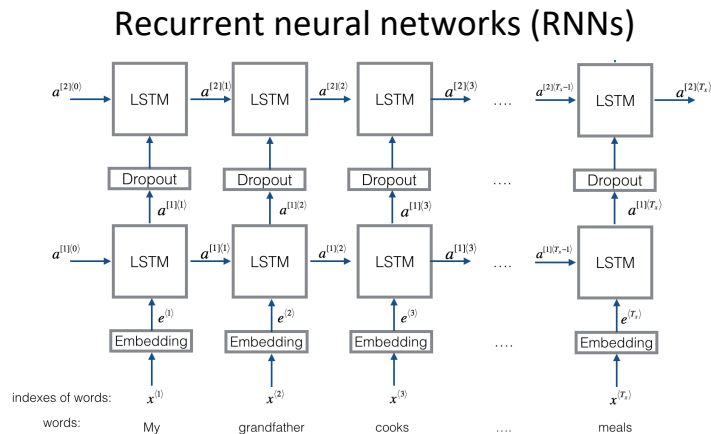 Recurrent neural networks (RNNs)
a^{[2]⟨0⟩} LSTM a^{[2]⟨1⟩} LSTM a^{[2]⟨2⟩} LSTM a^{[2]⟨3⟩} .... a^{[2]⟨T_x−1⟩} LSTM a^{[2]⟨T_x⟩}
Dropout Dropout Dropout .... Dropout
a^{[1]⟨1⟩} a^{[1]⟨2⟩} a^{[1]⟨3⟩} a^{[1]⟨T_x⟩}
a^{[1]⟨0⟩} LSTM a^{[1]⟨1⟩} LSTM a^{[1]⟨2⟩} LSTM a^{[1]⟨3⟩} .... a^{[1]⟨T_x−1⟩} LSTM
e^{⟨1⟩} e^{⟨2⟩} e^{⟨3⟩} e^{⟨T_x⟩}
Embedding Embedding Embedding .... Embedding
indexes of words: x^{⟨1⟩} x^{⟨2⟩} x^{⟨3⟩} x^{⟨T_x⟩}
words: My grandfather cooks .... meals